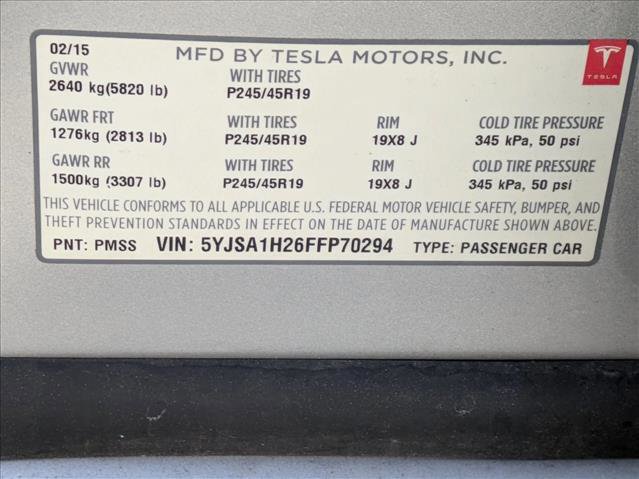 02/15 MFD BY TESLA MOTORS, INC.
TESLA
GVWR WITH TIRES
2640 kg(5820 lb) P245/45R19
GAWR FRT WITH TIRES RIM COLD TIRE PRESSURE
1276kg (2813 lb) P245/45R19 19X8 J 345 kPa, 50 psi
GAWR RR WITH TIRES RIM COLD TIRE PRESSURE
1500kg (3307 lb) P245/45R19 19X8 J 345 kPa, 50 psi
THIS VEHICLE CONFORMS TO ALL APPLICABLE U.S. FEDERAL MOTOR VEHICLE SAFETY, BUMPER, AND
THEFT PREVENTION STANDARDS IN EFFECT ON THE DATE OF MANUFACTURE SHOWN ABOVE.
PNT: PMSS VIN: 5YJSA1H26FFP70294 TYPE: PASSENGER CAR